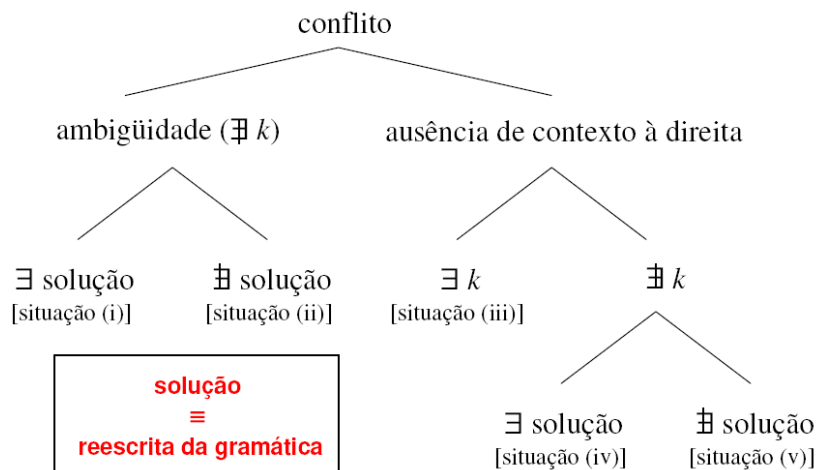 conflito
ambigüidade (∄ k)
ausência de contexto à direita
∃ solução
[situação (i)]
∄ solução
[situação (ii)]
∃ k
[situação (iii)]
∄ k
solução
≡
reescrita da gramática
∃ solução
[situação (iv)]
∄ solução
[situação (v)]